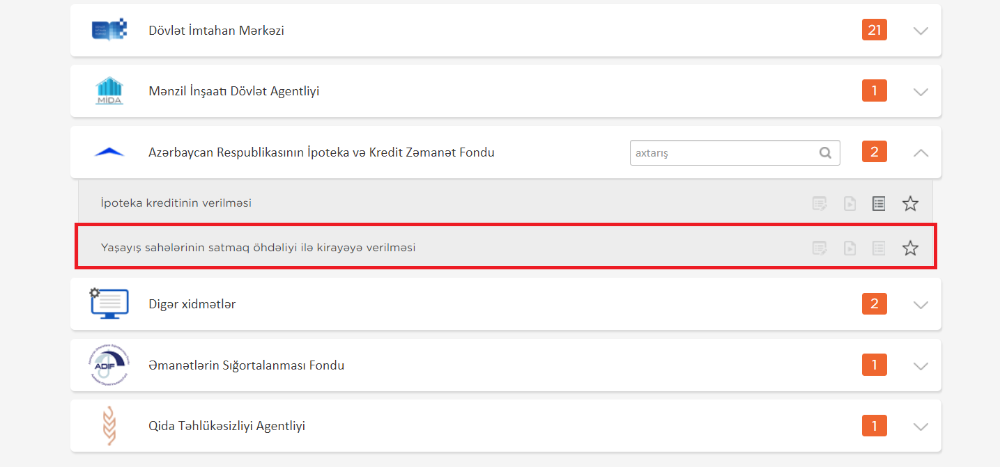 Dövlət İmtahan Mərkəzi
21
MİDA
Mənzil İnşaatı Dövlət Agentliyi
1
Azərbaycan Respublikasının İpoteka və Kredit Zəmanət Fondu
axtarış
2
İpoteka kreditinin verilməsi
Yaşayış sahələrinin satmaq öhdəliyi ilə kirayəyə verilməsi
Digər xidmətlər
2
ADIF
Əmanətlərin Sığortalanması Fondu
1
Qida Təhlükəsizliyi Agentliyi
1